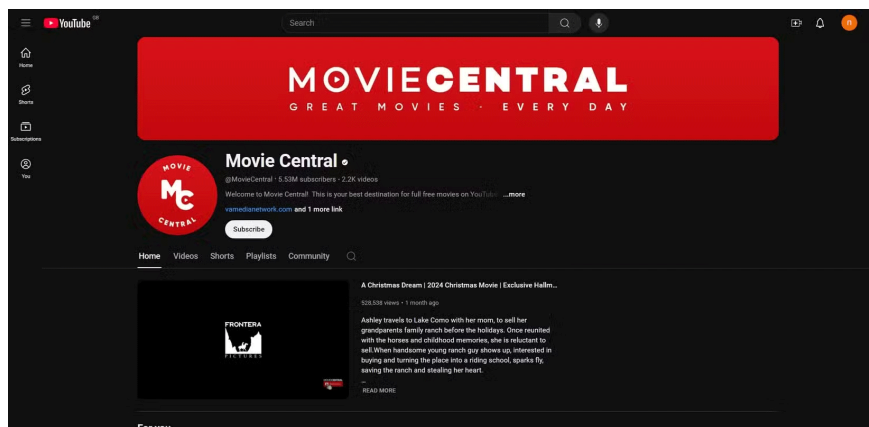 YouTube GB
Search
n
Home
Shorts
Subscriptions
You
MOVIECENTRAL
GREAT MOVIES · EVERY DAY
MOVIE
MC
CENTRAL
Movie Central
@MovieCentral · 5.53M subscribers · 2.2K videos
Welcome to Movie Central! This is your best destination for full free movies on YouTube ...more
vamedianetwork.com and 1 more link
Subscribe
Home Videos Shorts Playlists Community
FRONTERA
PICTURES
A Christmas Dream | 2024 Christmas Movie | Exclusive Hallm...
528,538 views • 1 month ago
Ashley travels to Lake Como with her mom, to sell her
grandparents family ranch before the holidays. Once reunited
with the horses and childhood memories, she is reluctant to
sell.When handsome young ranch guy shows up, interested in
buying and turning the place into a riding school, sparks fly,
saving the ranch and stealing her heart.
...
READ MORE
For you